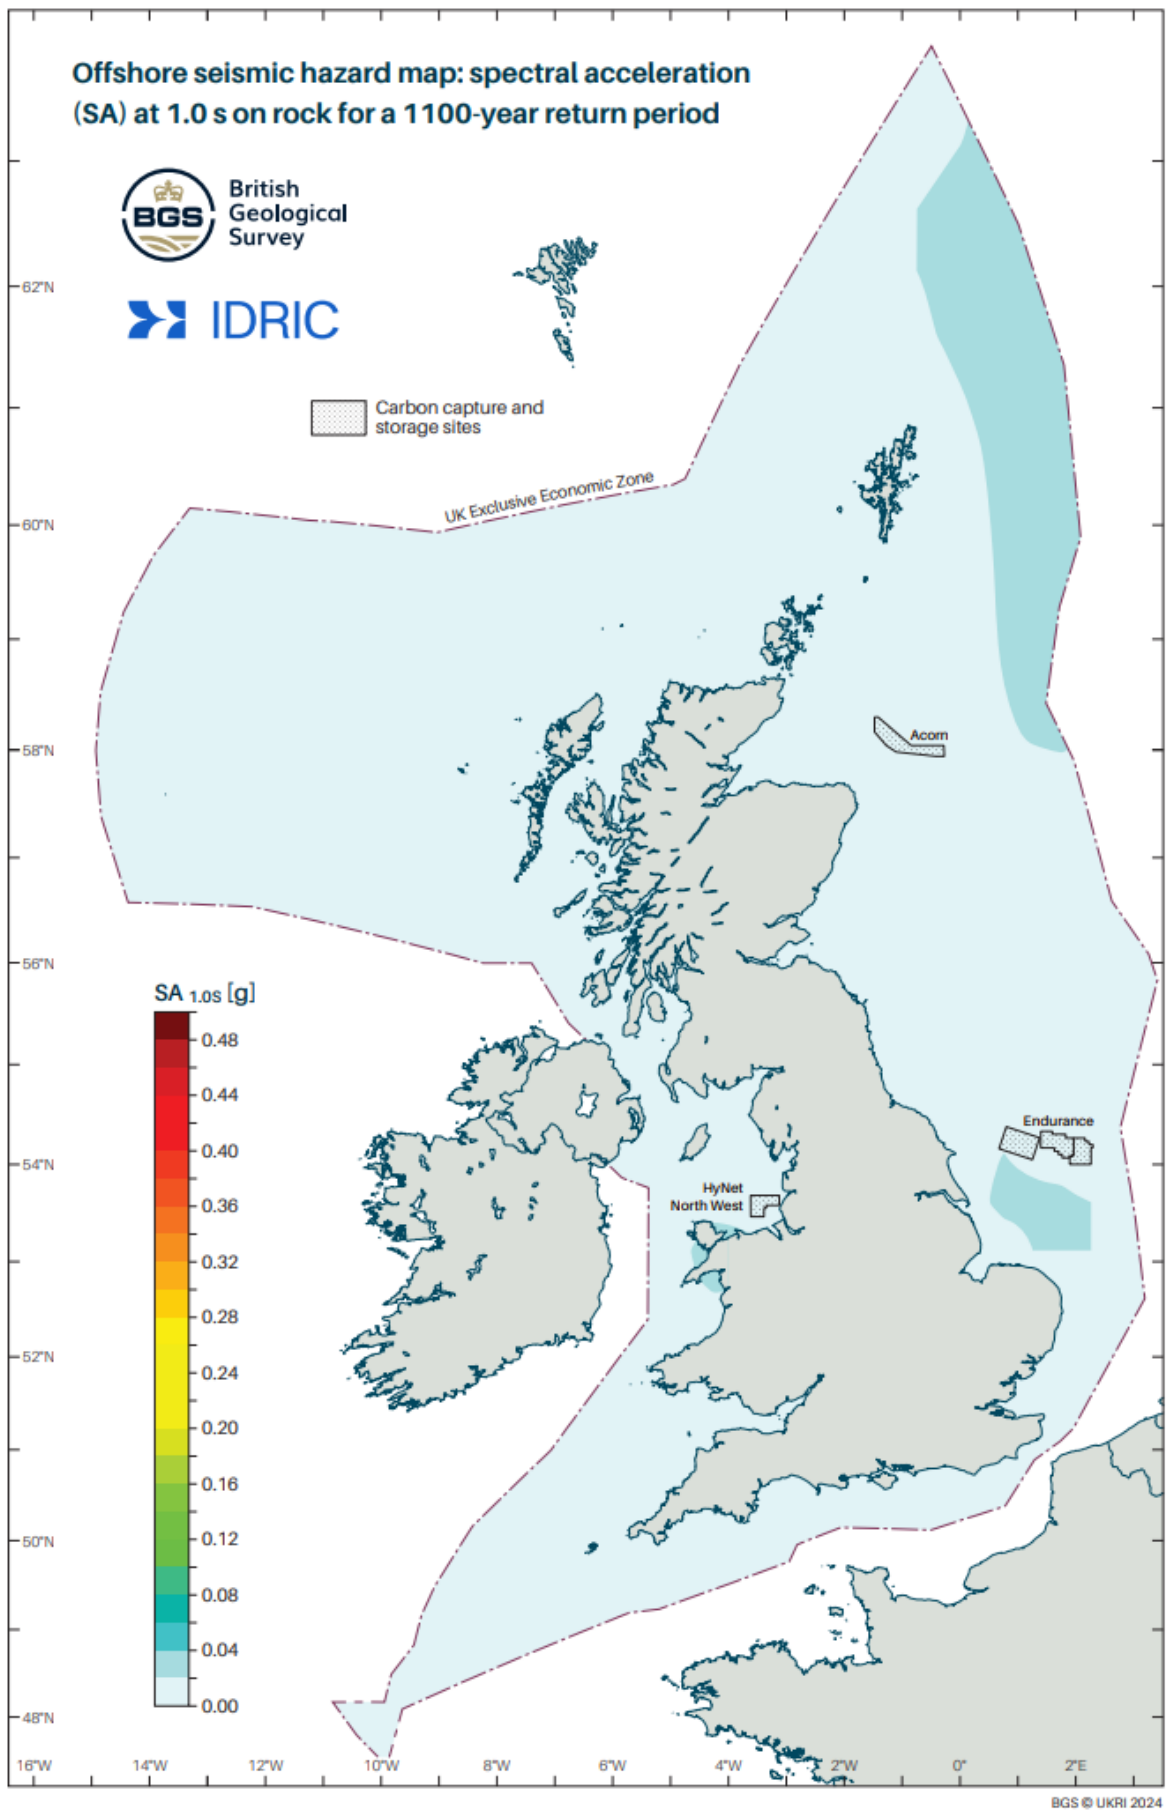 Offshore seismic hazard map: spectral acceleration
(SA) at 1.0 s on rock for a 1100-year return period
BGS
British
Geological
Survey
IDRIC
Carbon capture and
storage sites
UK Exclusive Economic Zone
62°N
60°N
58°N
56°N
54°N
52°N
50°N
48°N
Acorn
Endurance
HyNet
North West
SA 1.0S [g]
0.48
0.44
0.40
0.36
0.32
0.28
0.24
0.20
0.16
0.12
0.08
0.04
0.00
16°W 14°W 12°W 10°W 8°W 6°W 4°W 2°W 0° 2°E
BGS © UKRI 2024